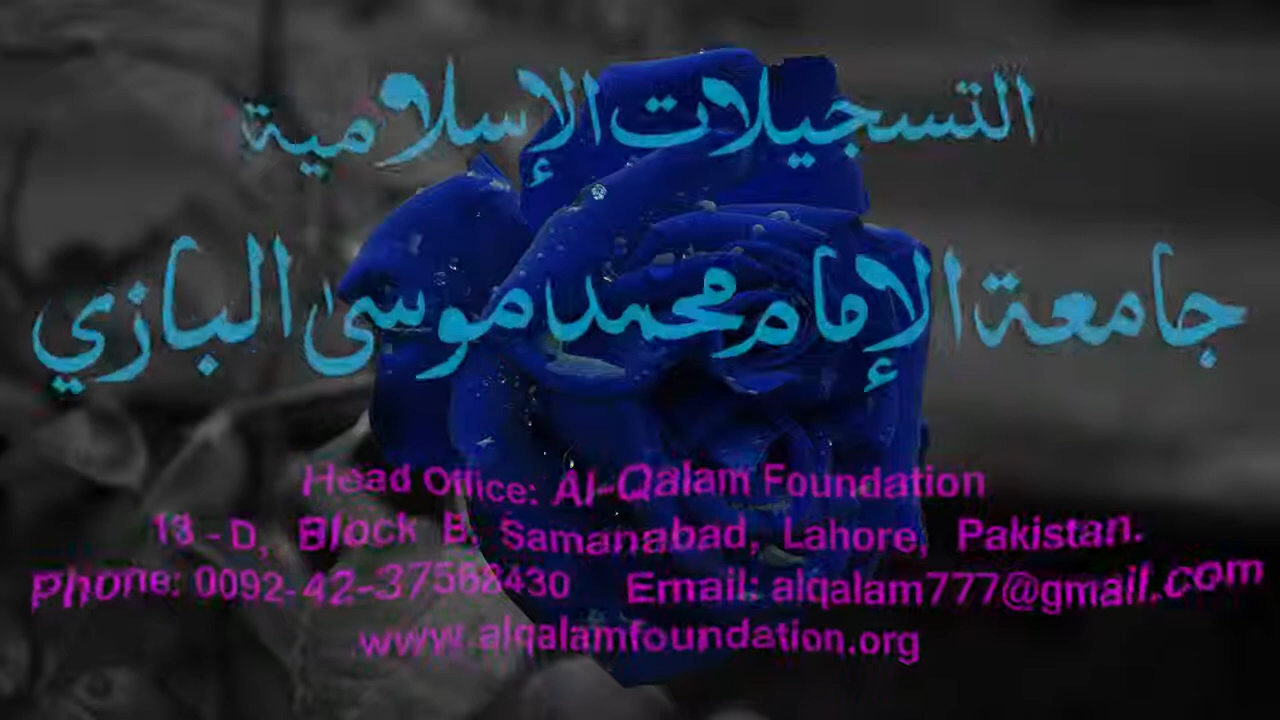 التسجيلات الإسلامية
جامعة الإمام محمد موسى البازي
Head Office: Al-Qalam Foundation
13 - D, Block B, Samanabad, Lahore, Pakistan.
Phone: 0092-42-37568430 Email: alqalam777@gmail.com
www.alqalamfoundation.org